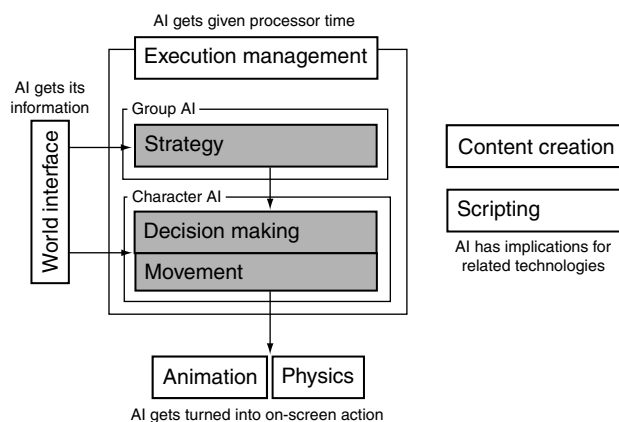 AI gets given processor time
Execution management
AI gets its
information
Group AI
Strategy
World interface
Character AI
Decision making
Movement
Animation
Physics
AI gets turned into on-screen action
Content creation
Scripting
AI has implications for
related technologies